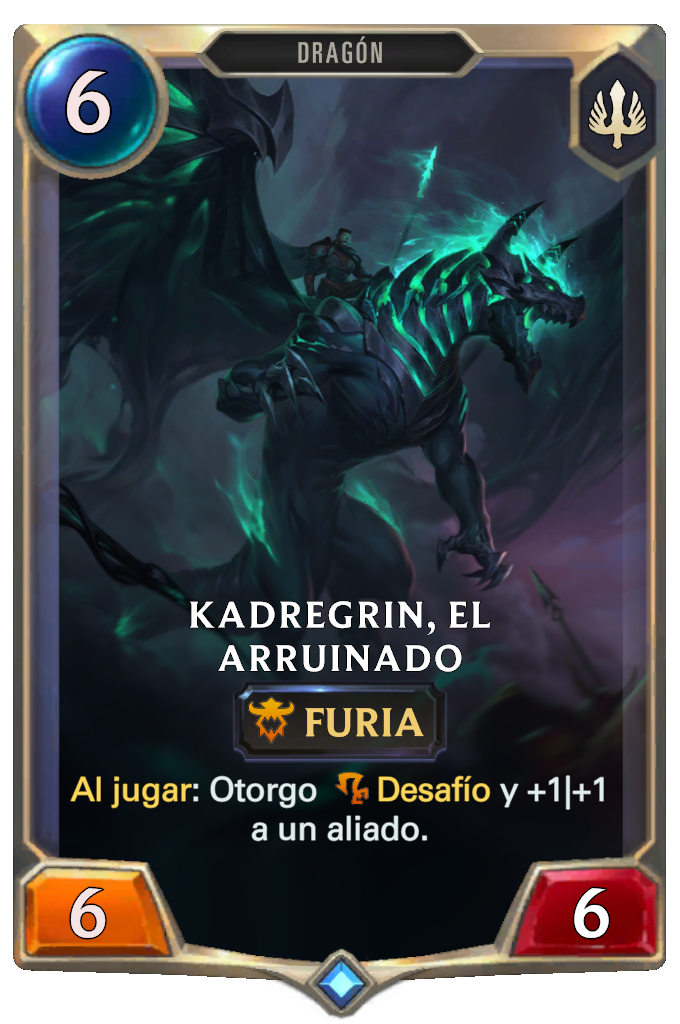 DRAGÓN
6
KADREGRIN, EL
ARRUINADO
FURIA
Al jugar: Otorgo Desafío y +1|+1
a un aliado.
6
6